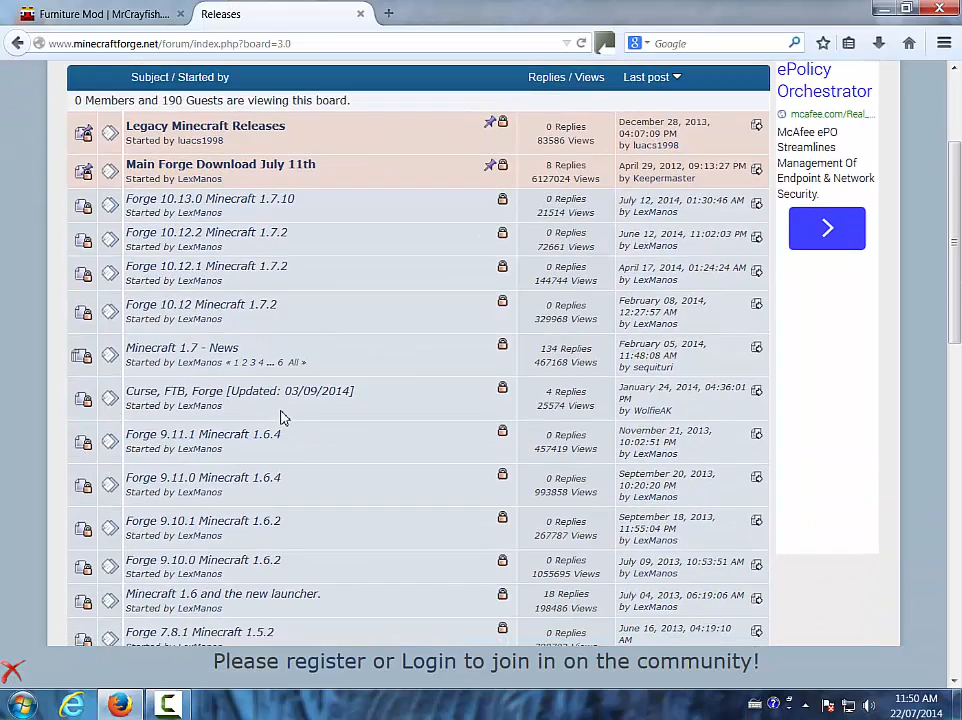 Furniture Mod | MrCrayfish....
Releases
www.minecraftforge.net/forum/index.php?board=3.0
Google
Subject / Started by Replies / Views Last post
0 Members and 190 Guests are viewing this board.
Legacy Minecraft Releases
Started by luacs1998
0 Replies
83586 Views
December 28, 2013,
04:07:09 PM
by luacs1998
Main Forge Download July 11th
Started by LexManos
8 Replies
6127024 Views
April 29, 2012, 09:13:27 PM
by Keepermaster
Forge 10.13.0 Minecraft 1.7.10
Started by LexManos
0 Replies
21514 Views
July 12, 2014, 01:30:46 AM
by LexManos
Forge 10.12.2 Minecraft 1.7.2
Started by LexManos
0 Replies
72661 Views
June 12, 2014, 11:02:03 PM
by LexManos
Forge 10.12.1 Minecraft 1.7.2
Started by LexManos
0 Replies
144744 Views
April 17, 2014, 01:24:24 AM
by LexManos
Forge 10.12 Minecraft 1.7.2
Started by LexManos
0 Replies
329968 Views
February 08, 2014,
12:27:57 AM
by LexManos
Minecraft 1.7 - News
Started by LexManos « 1 2 3 4 ... 6 All »
134 Replies
467168 Views
February 05, 2014,
11:48:08 AM
by sequituri
Curse, FTB, Forge [Updated: 03/09/2014]
Started by LexManos
4 Replies
25574 Views
January 24, 2014, 04:36:01
PM
by WolfieAK
Forge 9.11.1 Minecraft 1.6.4
Started by LexManos
0 Replies
457419 Views
November 21, 2013,
10:02:51 PM
by LexManos
Forge 9.11.0 Minecraft 1.6.4
Started by LexManos
0 Replies
993858 Views
September 20, 2013,
10:20:20 PM
by LexManos
Forge 9.10.1 Minecraft 1.6.2
Started by LexManos
0 Replies
267787 Views
September 18, 2013,
11:55:04 PM
by LexManos
Forge 9.10.0 Minecraft 1.6.2
Started by LexManos
0 Replies
1055695 Views
July 09, 2013, 10:53:51 AM
by LexManos
Minecraft 1.6 and the new launcher.
Started by LexManos
18 Replies
198486 Views
July 04, 2013, 06:19:06 AM
by LexManos
Forge 7.8.1 Minecraft 1.5.2
Started by LexManos
0 Replies
June 16, 2013, 04:19:10
AM
ePolicy
Orchestrator
mcafee.com/Real_...
McAfee ePO
Streamlines
Management Of
Endpoint & Network
Security.
Please register or Login to join in on the community!
11:50 AM
22/07/2014